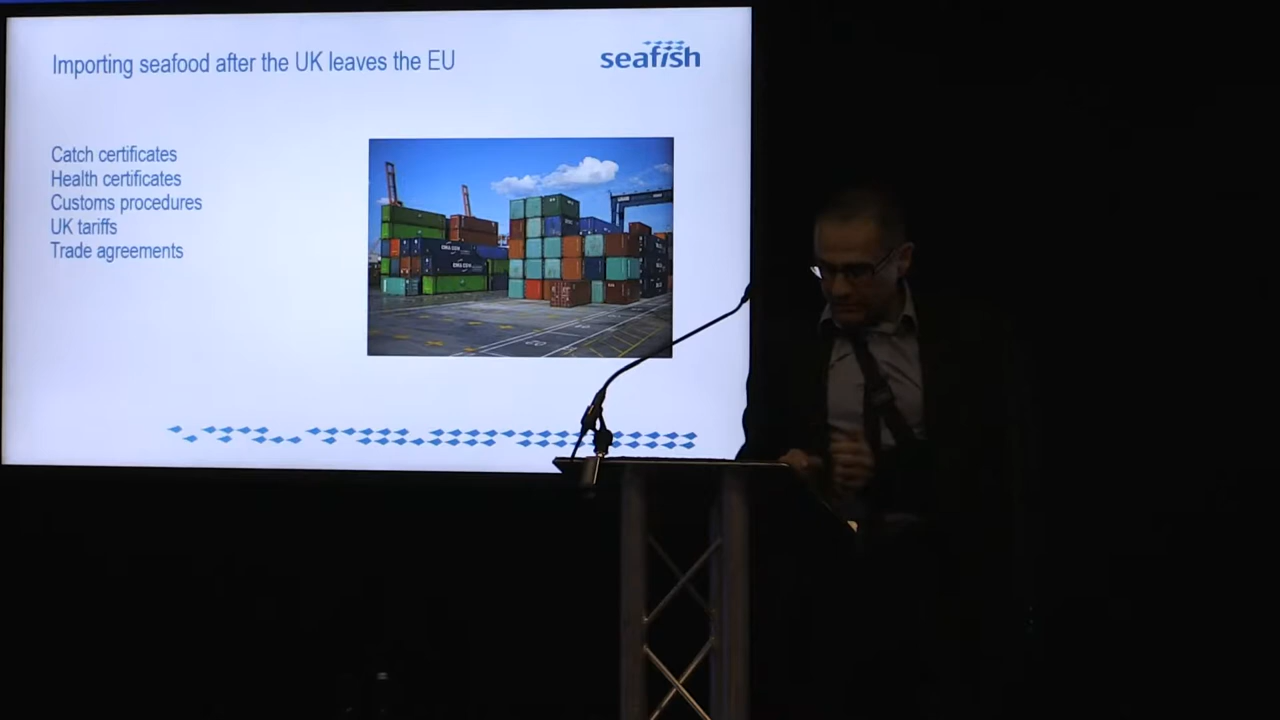 Importing seafood after the UK leaves the EU
seafish
Catch certificates
Health certificates
Customs procedures
UK tariffs
Trade agreements